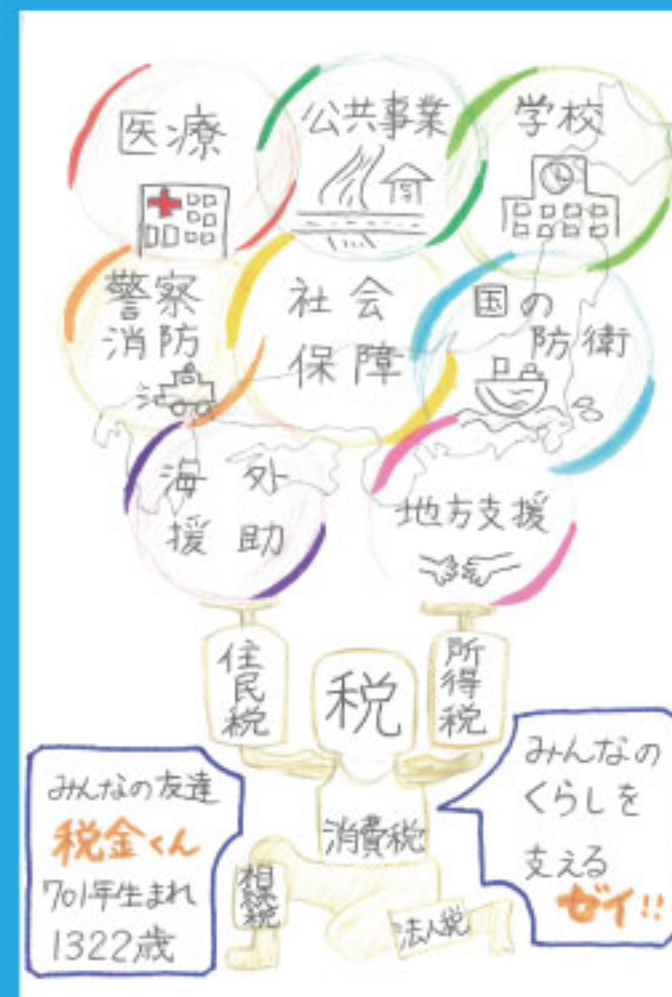 医療
公共事業
学校
警察
消防
社会
保障
国の
防衛
海外
援助
地方支援
住民税
税
所得税
消費税
相続税
法人税
みんなの友達
税金くん
701年生まれ
1322歳
みんなの
くらしを
支える
ゼイ!!